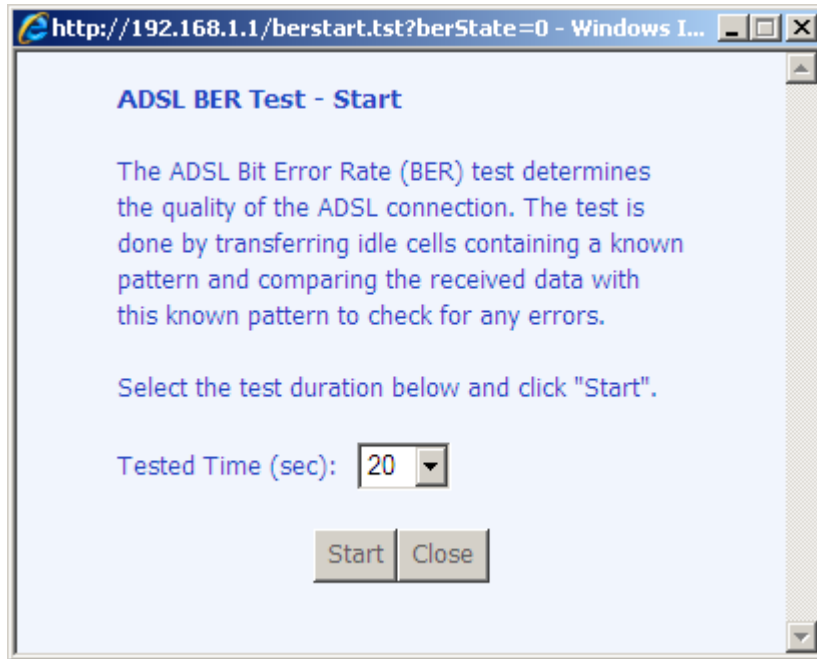 http://192.168.1.1/berstart.tst?berState=0 - Windows I...
ADSL BER Test - Start
The ADSL Bit Error Rate (BER) test determines
the quality of the ADSL connection. The test is
done by transferring idle cells containing a known
pattern and comparing the received data with
this known pattern to check for any errors.
Select the test duration below and click "Start".
Tested Time (sec): 20
Start Close